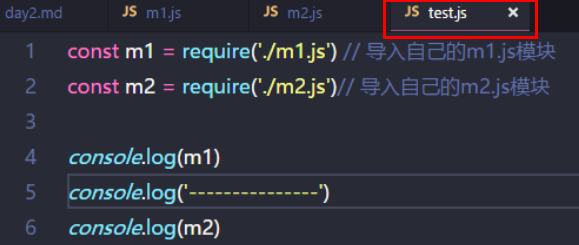 day2.md JS m1.js JS m2.js JS test.js ×
1 const m1 = require('./m1.js') // 导入自己的m1.js模块
2 const m2 = require('./m2.js')// 导入自己的m2.js模块
3
4 console.log(m1)
5 console.log('---------------')
6 console.log(m2)